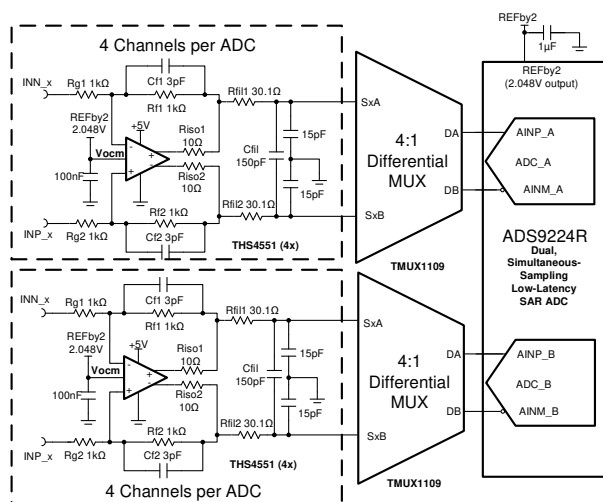 4 Channels per ADC
INN_x
Rg1 1kΩ
Cf1 3pF
Rf1 1kΩ
REFby2
2.048V
+5V
Vocm
Riso1
10Ω
Riso2
10Ω
100nF
INP_x
Rg2 1kΩ
Rf2 1kΩ
Cf2 3pF
Rfil1 30.1Ω
Cfil
150pF
15pF
15pF
Rfil2 30.1Ω
THS4551 (4x)
SxA
SxB
4:1
Differential
MUX
DA
DB
TMUX1109
REFby2
1µF
REFby2
(2.048V output)
AINP_A
ADC_A
AINM_A
ADS9224R
Dual,
Simultaneous-
Sampling
Low-Latency
SAR ADC
INN_x
Rg1 1kΩ
Cf1 3pF
Rf1 1kΩ
REFby2
2.048V
+5V
Vocm
Riso1
10Ω
Riso2
10Ω
100nF
INP_x
Rg2 1kΩ
Rf2 1kΩ
Cf2 3pF
Rfil1 30.1Ω
Cfil
150pF
15pF
15pF
Rfil2 30.1Ω
THS4551 (4x)
4 Channels per ADC
SxA
SxB
4:1
Differential
MUX
DA
DB
TMUX1109
AINP_B
ADC_B
AINM_B